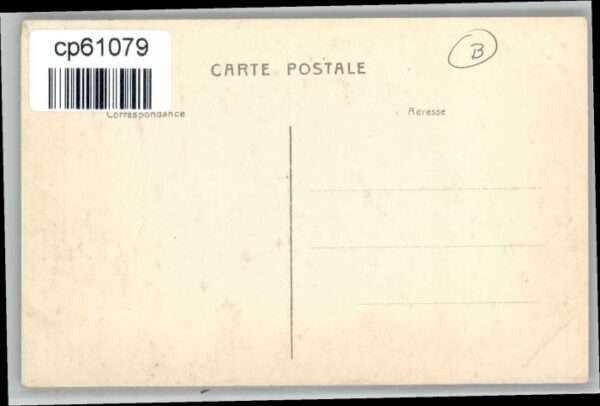 cp61079
B
CARTE POSTALE
Correspondance
Adresse